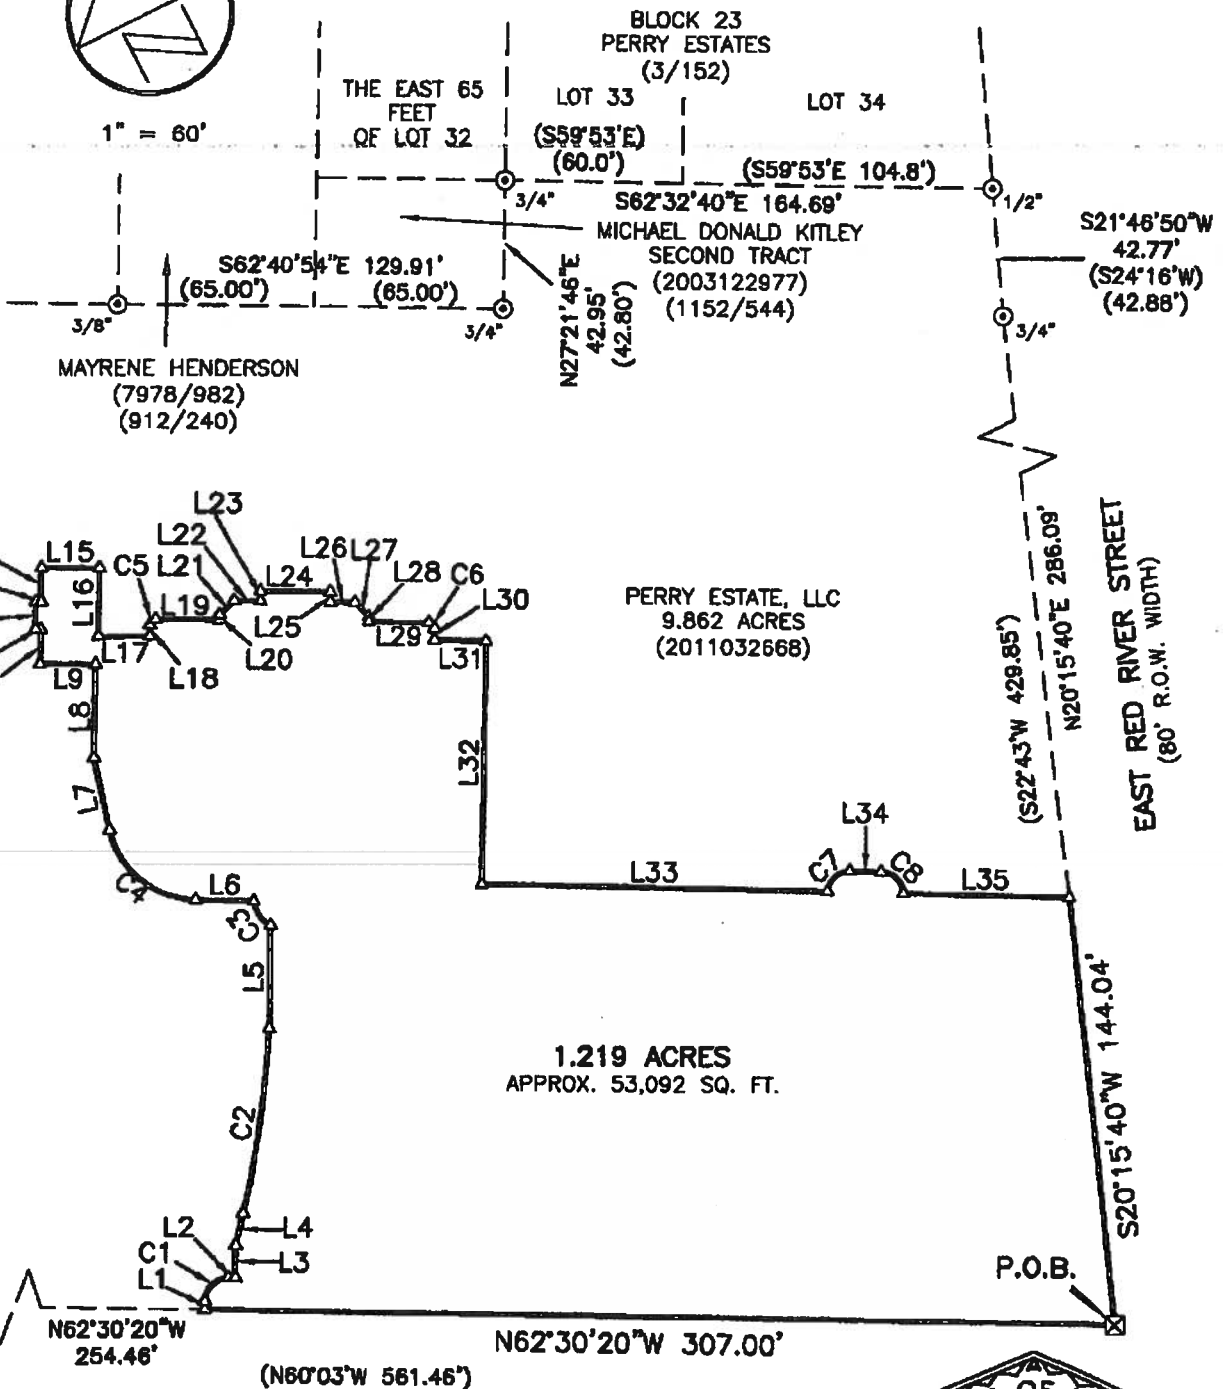 BLOCK 23
PERRY ESTATES
(3/152)
THE EAST 65
FEET
OF LOT 32
LOT 33
LOT 34
1" = 60'
(S59°53'E)
(60.0')
(S59°53'E 104.8')
3/4"
S62°32'40"E 164.69'
1/2"
MICHAEL DONALD KITLEY
SECOND TRACT
(2003122977)
(1152/544)
S21°46'50"W
42.77'
(S24°16'W)
(42.88')
S62°40'54"E 129.91'
(65.00')
(65.00')
N27°21'46"E
42.95'
(42.80')
3/8"
3/4"
3/4"
MAYRENE HENDERSON
(7978/982)
(912/240)
L23
L22
L26
L27
L15
C5
L21
L24
L28
C6
L16
L19
L25
L29
L30
L17
L20
L31
L9
L18
PERRY ESTATE, LLC
9.862 ACRES
(2011032668)
(S22°43'W 429.85')
N20°15'40"E 286.09'
EAST RED RIVER STREET
(80' R.O.W. WIDTH)
L8
L32
L7
L34
C7
C8
L6
L33
L35
C3
L5
1.219 ACRES
APPROX. 53,092 SQ. FT.
S20°15'40"W 144.04'
C2
L2
L4
C1
L3
L1
P.O.B.
N62°30'20"W
254.46'
N62°30'20"W 307.00'
(N60°03'W 561.46')